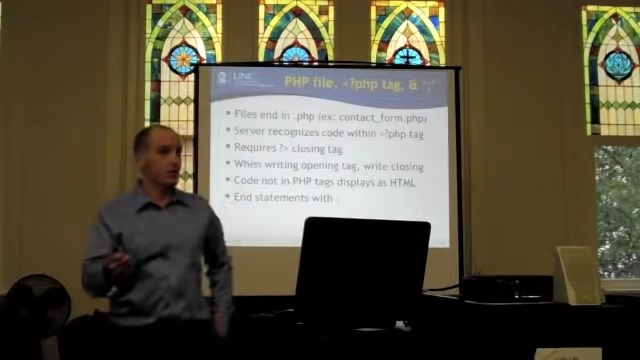 UNC
PHP file, <?php tag, & ';'
Files end in .php (ex: contact_form.php)
Server recognizes code within <?php tag
Requires ?> closing tag
When writing opening tag, write closing
Code not in PHP tags displays as HTML
End statements with ;